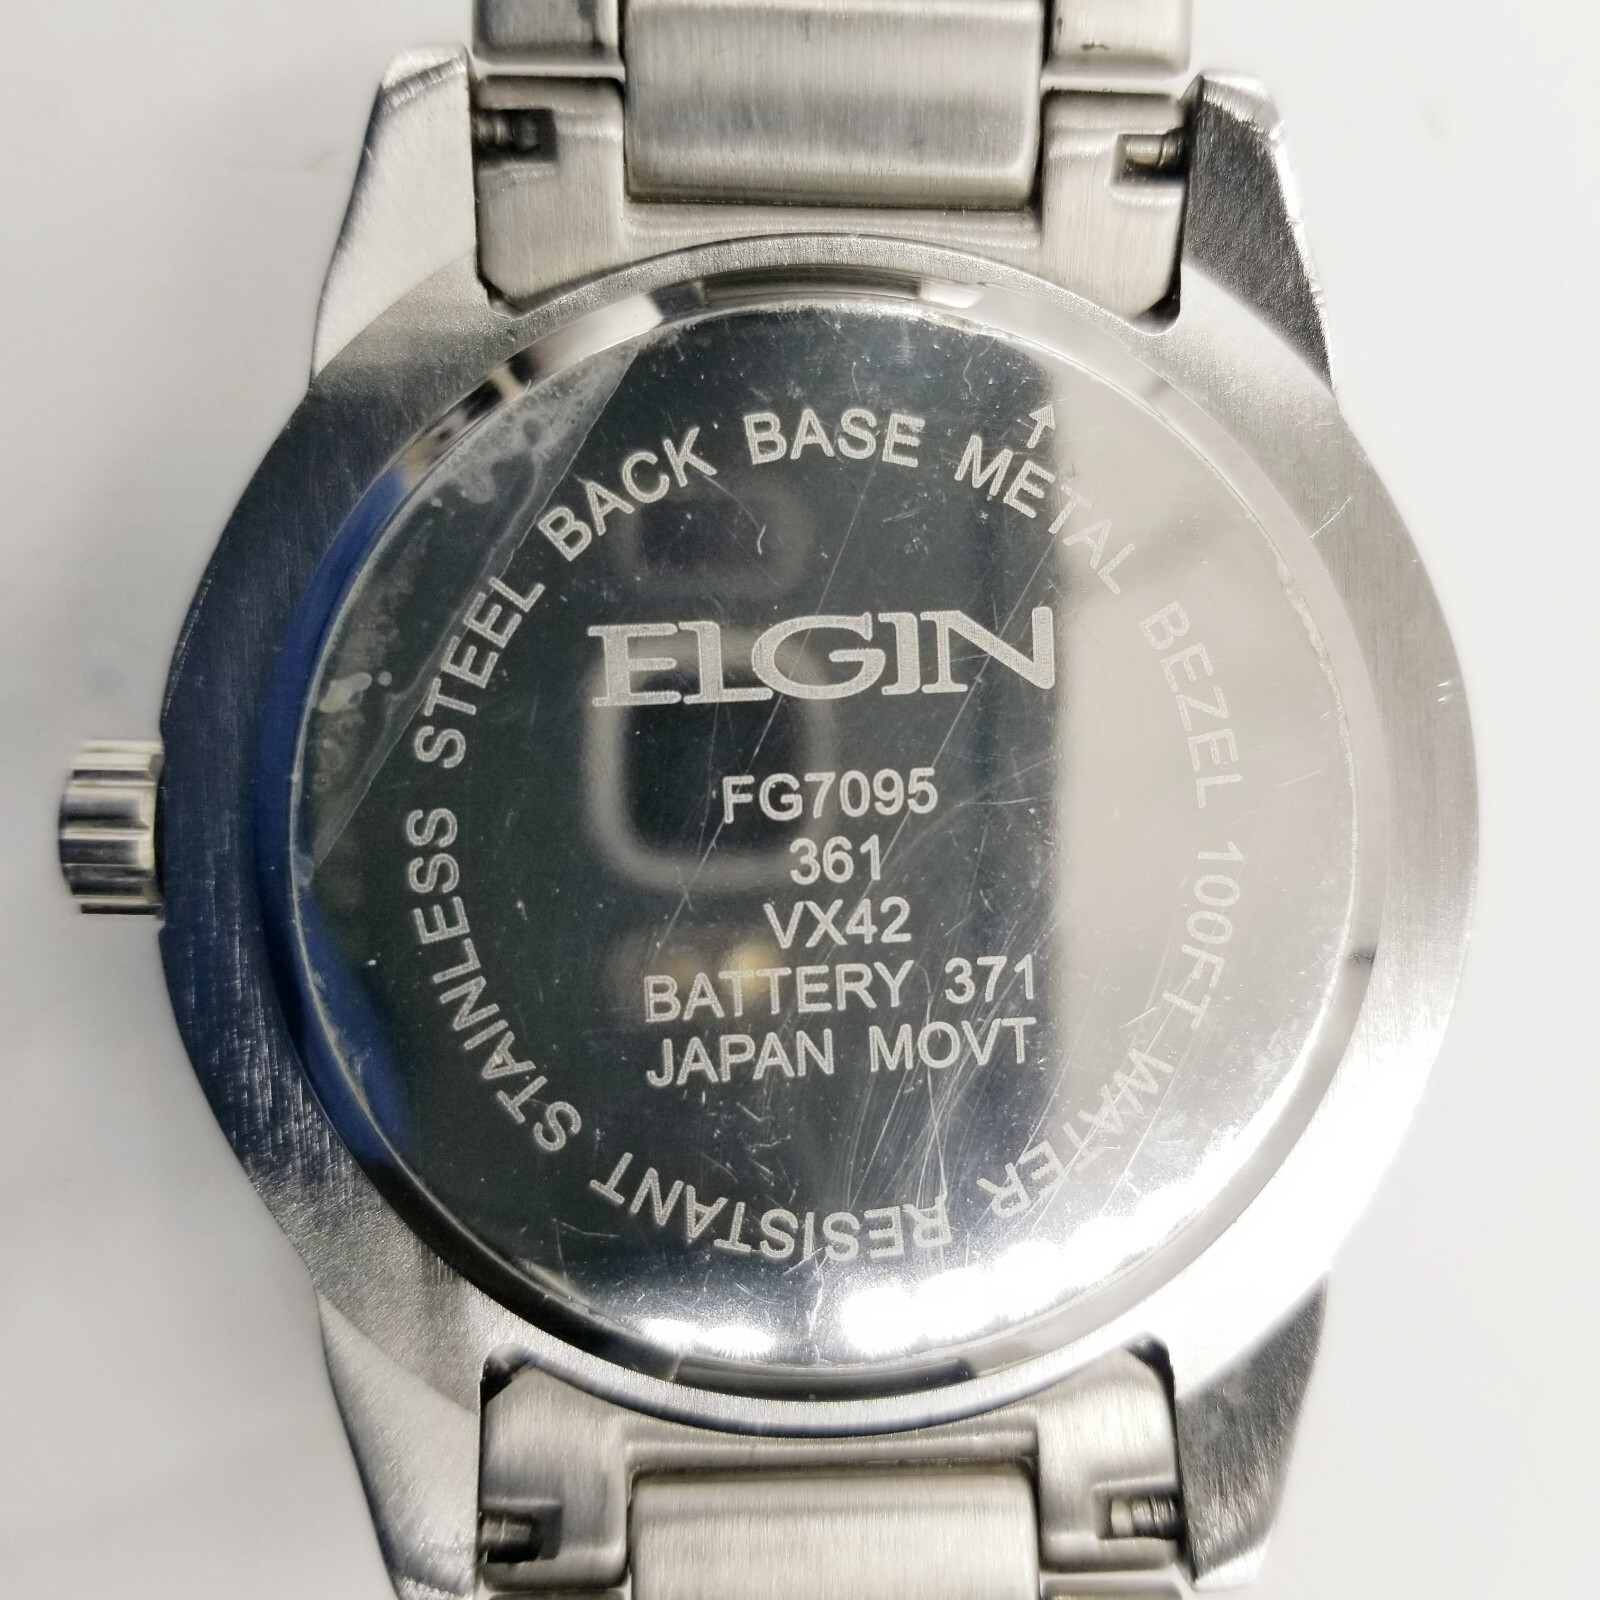 STAINLESS STEEL BACK BASE METAL BEZEL 100FT WATER RESISTANT
ELGIN
FG7095
361
VX42
BATTERY 371
JAPAN MOVT